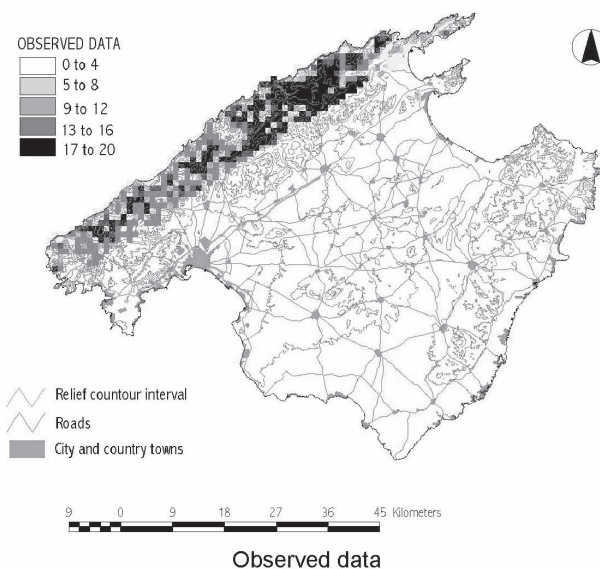 OBSERVED DATA
0 to 4
5 to 8
9 to 12
13 to 16
17 to 20
Relief countour interval
Roads
City and country towns
9 0 9 18 27 36 45 Kilometers
Observed data